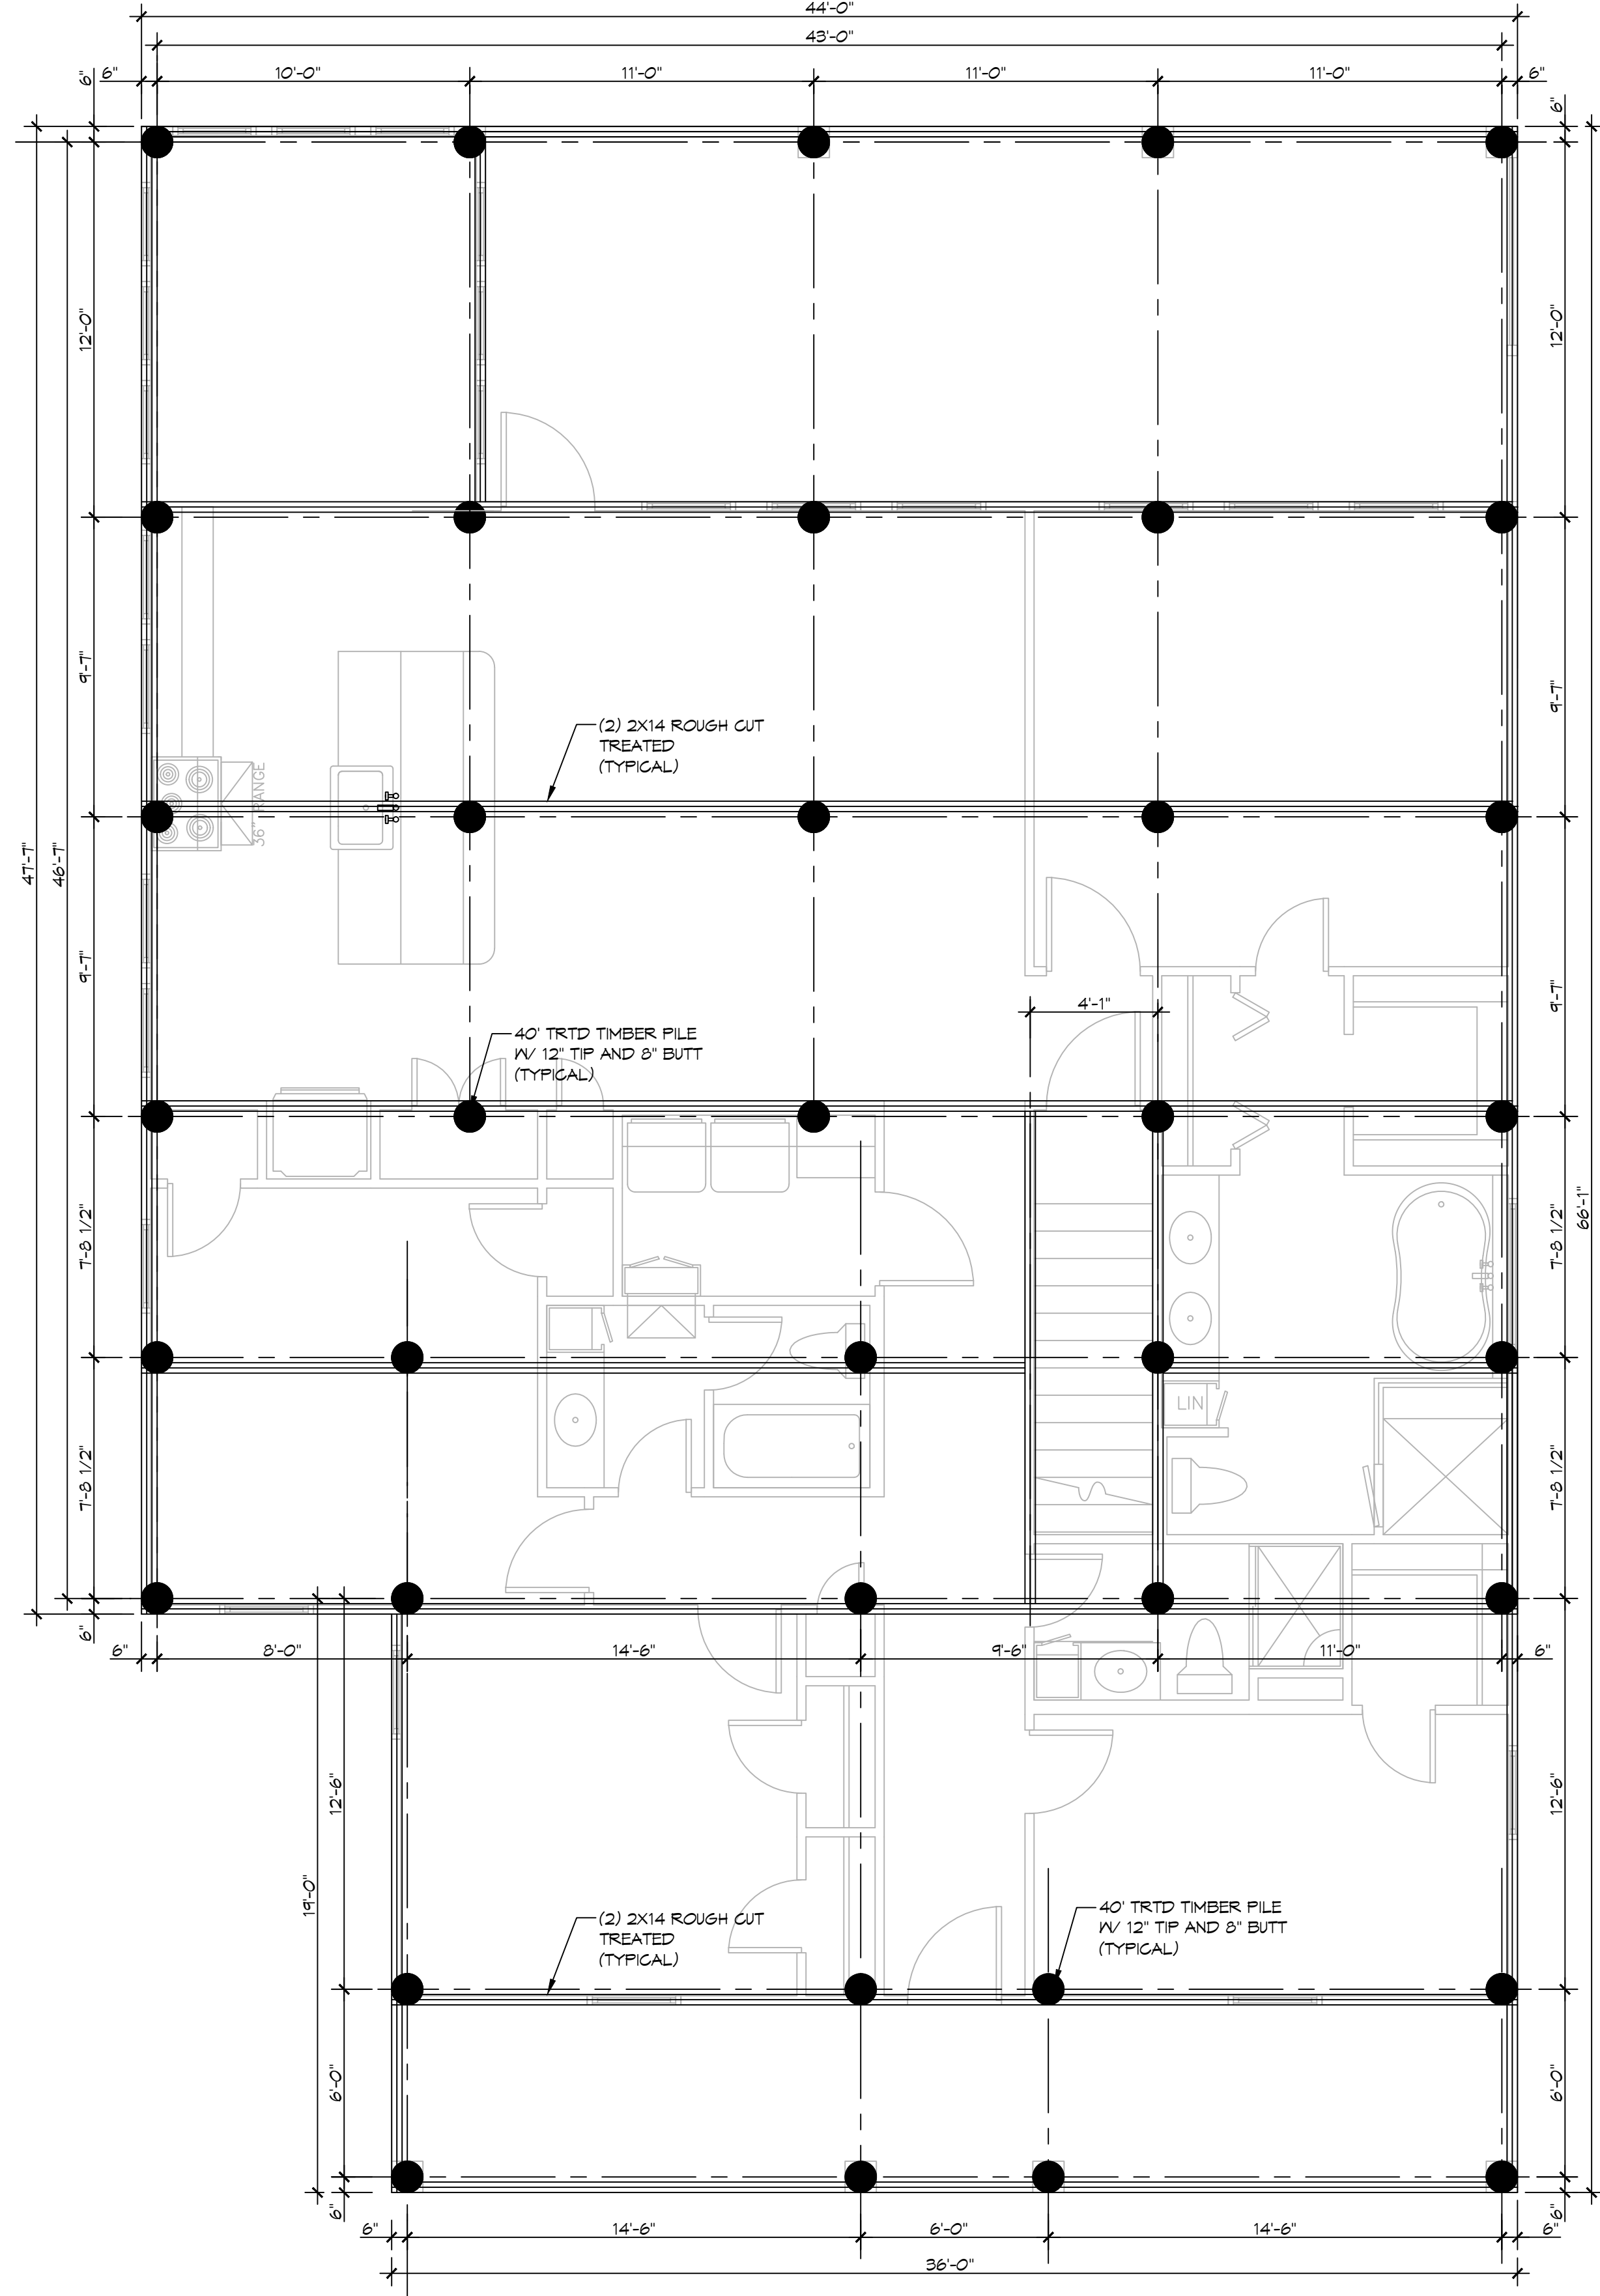 44'-0"
43'-0"
6" 10'-0" 11'-0" 11'-0" 11'-0" 6"
6" 6"
12'-0" 12'-0"
9'-7" 9'-7"
(2) 2X14 ROUGH CUT
TREATED
(TYPICAL)
36" RANGE
47'-7" 46'-7"
9'-7" 9'-7"
4'-1"
40' TRTD TIMBER PILE
W/ 12" TIP AND 8" BUTT
(TYPICAL)
7'-8 1/2" 7'-8 1/2" 66'-1"
LIN
7'-8 1/2" 7'-8 1/2"
6"
6" 8'-0" 14'-6" 9'-6" 11'-0" 6"
12'-6" 12'-6"
19'-0"
(2) 2X14 ROUGH CUT
TREATED
(TYPICAL)
40' TRTD TIMBER PILE
W/ 12" TIP AND 8" BUTT
(TYPICAL)
6'-0" 6'-0"
6" 6"
6" 14'-6" 6'-0" 14'-6" 6"
36'-0"